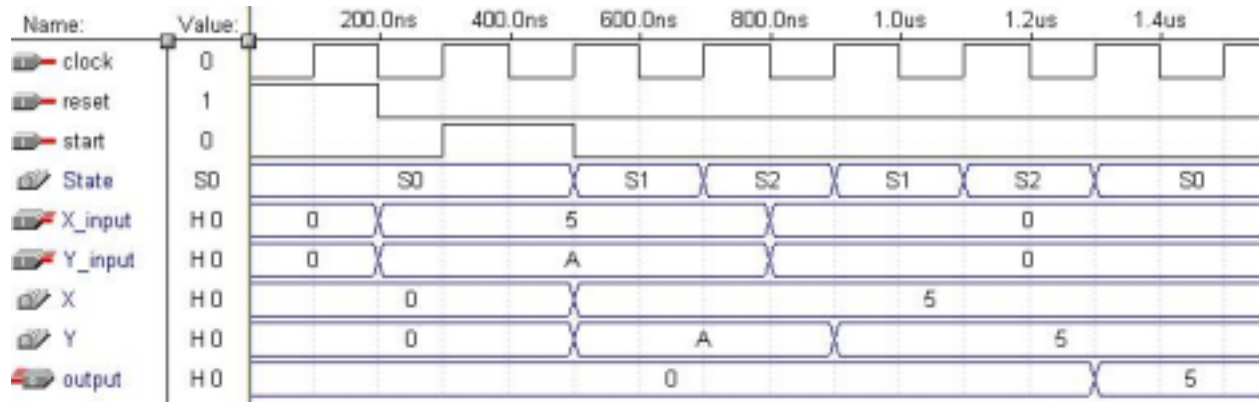 Name: Value: 200.0ns 400.0ns 600.0ns 800.0ns 1.0us 1.2us 1.4us
clock 0
reset 1
start 0
State S0 S0 S1 S2 S1 S2 S0
X_input H 0 0 5 0
Y_input H 0 0 A 0
X H 0 0 5
Y H 0 0 A 5
output H 0 0 5